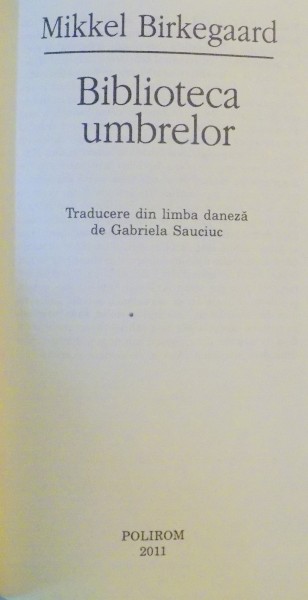 Mikkel Birkegaard
Biblioteca
umbrelor
Traducere din limba daneză
de Gabriela Sauciuc
POLIROM
2011